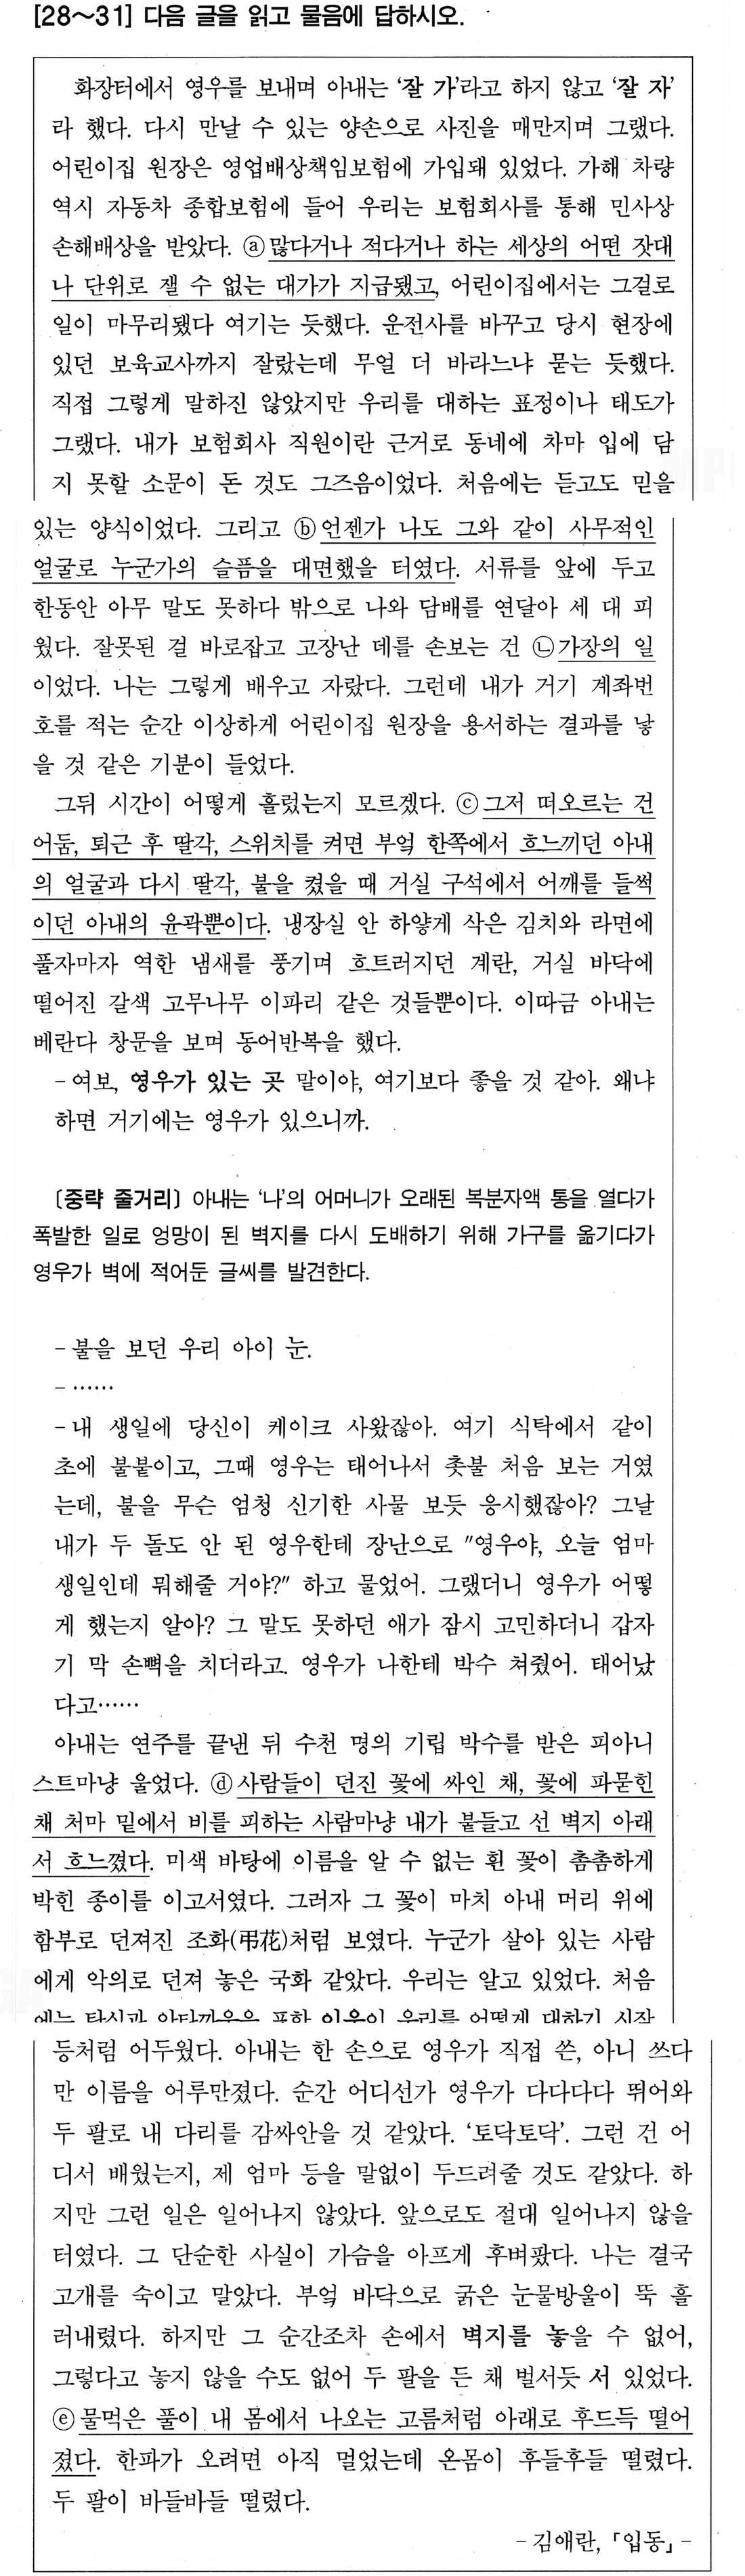 [28～31] 다음 글을 읽고 물음에 답하시오.
화장터에서 영우를 보내며 아내는 ‘잘 가’라고 하지 않고 ‘잘 자’
라 했다. 다시 만날 수 있는 양손으로 사진을 매만지며 그랬다.
어린이집 원장은 영업배상책임보험에 가입돼 있었다. 가해 차량
역시 자동차 종합보험에 들어 우리는 보험회사를 통해 민사상
손해배상을 받았다. ⓐ많다거나 적다거나 하는 세상의 어떤 잣대
나 단위로 잴 수 없는 대가가 지급됐고, 어린이집에서는 그걸로
일이 마무리됐다 여기는 듯했다. 운전사를 바꾸고 당시 현장에
있던 보육교사까지 잘랐는데 무얼 더 바라느냐 묻는 듯했다.
직접 그렇게 말하진 않았지만 우리를 대하는 표정이나 태도가
그랬다. 내가 보험회사 직원이란 근거로 동네에 차마 입에 담
지 못할 소문이 돈 것도 그즈음이었다. 처음에는 듣고도 믿을
있는 양식이었다. 그리고 ⓑ언젠가 나도 그와 같이 사무적인
얼굴로 누군가의 슬픔을 대면했을 터였다. 서류를 앞에 두고
한동안 아무 말도 못하다 밖으로 나와 담배를 연달아 세 대 피
웠다. 잘못된 걸 바로잡고 고장난 데를 손보는 건 ㉡가장의 일
이었다. 나는 그렇게 배우고 자랐다. 그런데 내가 거기 계좌번
호를 적는 순간 이상하게 어린이집 원장을 용서하는 결과를 낳
을 것 같은 기분이 들었다.
그뒤 시간이 어떻게 흘렀는지 모르겠다. ⓒ그저 떠오르는 건
어둠, 퇴근 후 딸각, 스위치를 켜면 부엌 한쪽에서 흐느끼던 아내
의 얼굴과 다시 딸각, 불을 켰을 때 거실 구석에서 어깨를 들썩
이던 아내의 윤곽뿐이다. 냉장실 안 하얗게 삭은 김치와 라면에
풀자마자 역한 냄새를 풍기며 흐트러지던 계란, 거실 바닥에
떨어진 갈색 고무나무 이파리 같은 것들뿐이다. 이따금 아내는
베란다 창문을 보며 동어반복을 했다.
- 여보, 영우가 있는 곳 말이야, 여기보다 좋을 것 같아. 왜냐
하면 거기에는 영우가 있으니까.
[중략 줄거리] 아내는 ‘나’의 어머니가 오래된 복분자액 통을 열다가
폭발한 일로 엉망이 된 벽지를 다시 도배하기 위해 가구를 옮기다가
영우가 벽에 적어둔 글씨를 발견한다.
- 불을 보던 우리 아이 눈.
- ……
- 내 생일에 당신이 케이크 사왔잖아. 여기 식탁에서 같이
초에 불붙이고, 그때 영우는 태어나서 촛불 처음 보는 거였
는데, 불을 무슨 엄청 신기한 사물 보듯 응시했잖아? 그날
내가 두 돌도 안 된 영우한테 장난으로 "영우야, 오늘 엄마
생일인데 뭐해줄 거야?" 하고 물었어. 그랬더니 영우가 어떻
게 했는지 알아? 그 말도 못하던 애가 잠시 고민하더니 갑자
기 막 손뼉을 치더라고. 영우가 나한테 박수 쳐줬어. 태어났
다고……
아내는 연주를 끝낸 뒤 수천 명의 기립 박수를 받은 피아니
스트마냥 울었다. ⓓ사람들이 던진 꽃에 싸인 채, 꽃에 파묻힌
채 처마 밑에서 비를 피하는 사람마냥 내가 붙들고 선 벽지 아래
서 흐느꼈다. 미색 바탕에 이름을 알 수 없는 흰 꽃이 촘촘하게
박힌 종이를 이고서였다. 그러자 그 꽃이 마치 아내 머리 위에
함부로 던져진 조화(弔花)처럼 보였다. 누군가 살아 있는 사람
에게 악의로 던져 놓은 국화 같았다. 우리는 알고 있었다. 처음
에는 탄식과 안타까움을 표한 이웃이 우리를 어떻게 대하기 시작
등처럼 어두웠다. 아내는 한 손으로 영우가 직접 쓴, 아니 쓰다
만 이름을 어루만졌다. 순간 어디선가 영우가 다다다다 뛰어와
두 팔로 내 다리를 감싸안을 것 같았다. ‘토닥토닥’. 그런 건 어
디서 배웠는지, 제 엄마 등을 말없이 두드려줄 것도 같았다. 하
지만 그런 일은 일어나지 않았다. 앞으로도 절대 일어나지 않을
터였다. 그 단순한 사실이 가슴을 아프게 후벼팠다. 나는 결국
고개를 숙이고 말았다. 부엌 바닥으로 굵은 눈물방울이 뚝 흘
러내렸다. 하지만 그 순간조차 손에서 벽지를 놓을 수 없어,
그렇다고 놓지 않을 수도 없어 두 팔을 든 채 벌서듯 서 있었다.
ⓔ물먹은 풀이 내 몸에서 나오는 고름처럼 아래로 후드득 떨어
졌다. 한파가 오려면 아직 멀었는데 온몸이 후들후들 떨렸다.
두 팔이 바들바들 떨렸다.
- 김애란, 「입동」 -